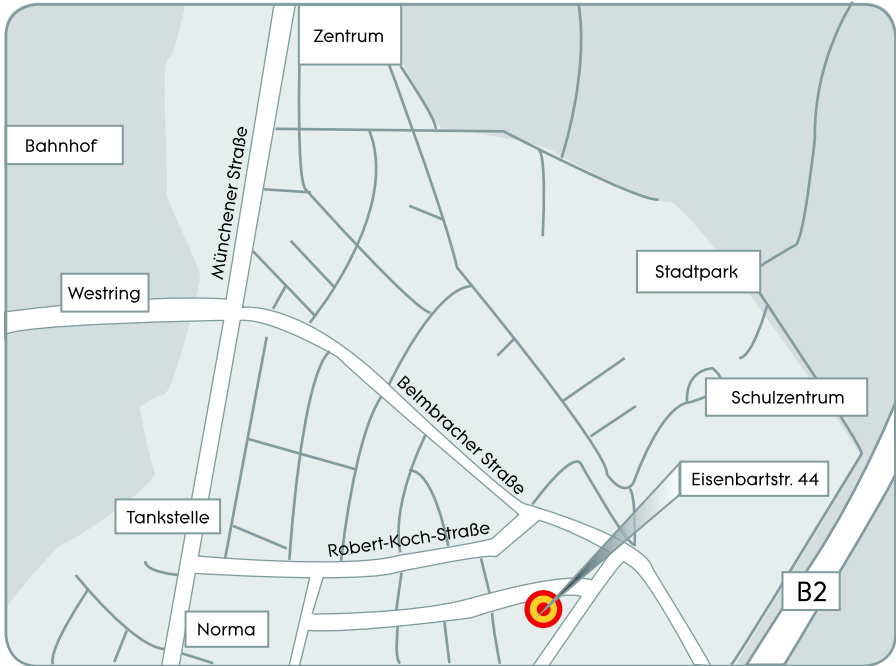 Zentrum
Bahnhof
Münchener Straße
Stadtpark
Westring
Belmbracher Straße
Schulzentrum
Eisenbartstr. 44
Tankstelle
Robert-Koch-Straße
B2
Norma